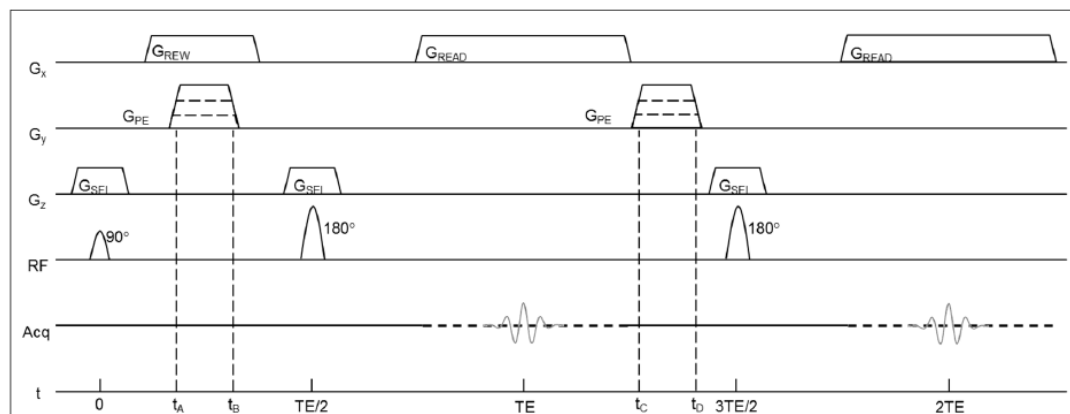 G_REW G_READ G_READ
G_x
G_PE G_PE
G_y
G_SEL G_SEL G_SEL
G_z
90° 180° 180°
RF
Acq
t 0 t_A t_B TE/2 TE t_C t_D 3TE/2 2TE